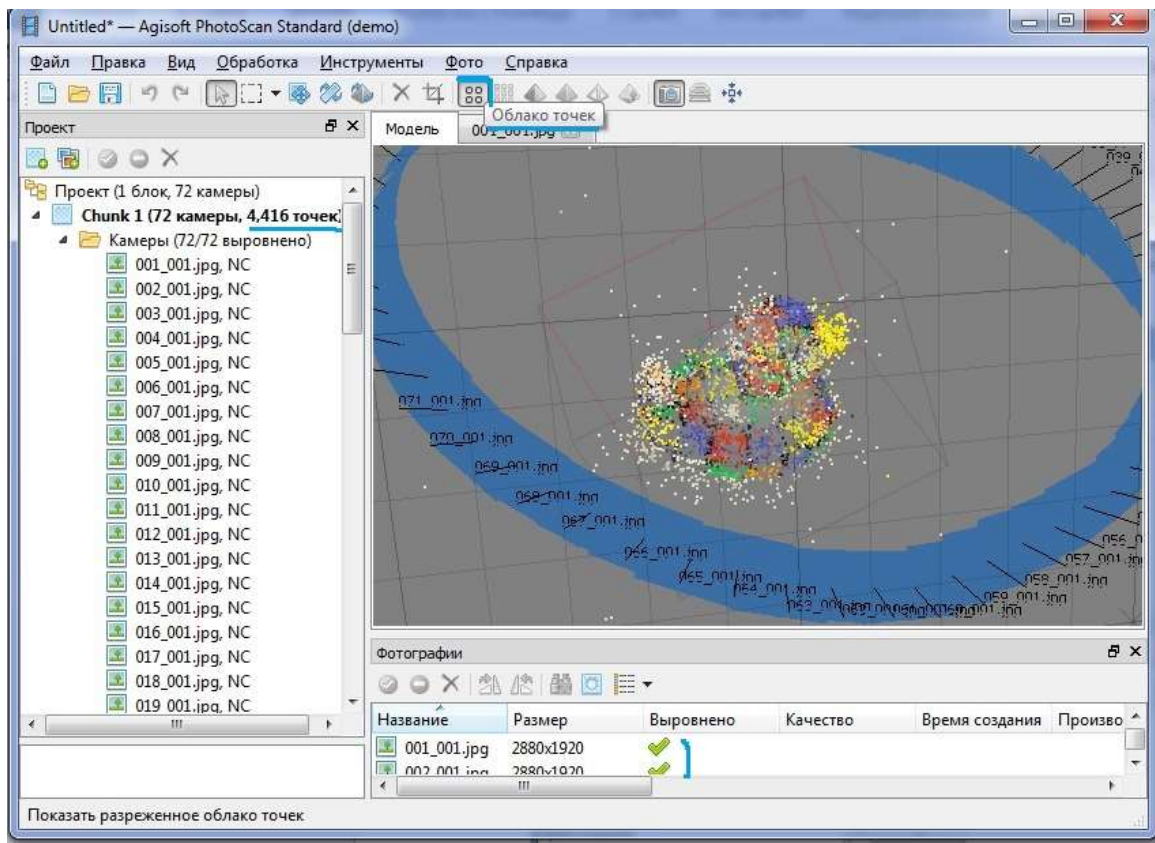 Untitled* — Agisoft PhotoScan Standard (demo)
Файл Правка Вид Обработка Инструменты Фото Справка
Облако точек
Проект
Модель 001_001.jpg
Проект (1 блок, 72 камеры)
Chunk 1 (72 камеры, 4,416 точек)
Камеры (72/72 выровнено)
001_001.jpg, NC
002_001.jpg, NC
003_001.jpg, NC
004_001.jpg, NC
005_001.jpg, NC
006_001.jpg, NC
007_001.jpg, NC
008_001.jpg, NC
009_001.jpg, NC
010_001.jpg, NC
011_001.jpg, NC
012_001.jpg, NC
013_001.jpg, NC
014_001.jpg, NC
015_001.jpg, NC
016_001.jpg, NC
017_001.jpg, NC
018_001.jpg, NC
019_001.jpg, NC
071_001.jpg
070_001.jpg
069_001.jpg
068_001.jpg
067_001.jpg
066_001.jpg
065_001.jpg
064_001.jpg
057_001.jpg
058_001.jpg
059_001.jpg
Фотографии
Название Размер Выровнено Качество Время создания Произво
001_001.jpg 2880x1920
002_001.jpg 2880x1920
Показать разреженное облако точек